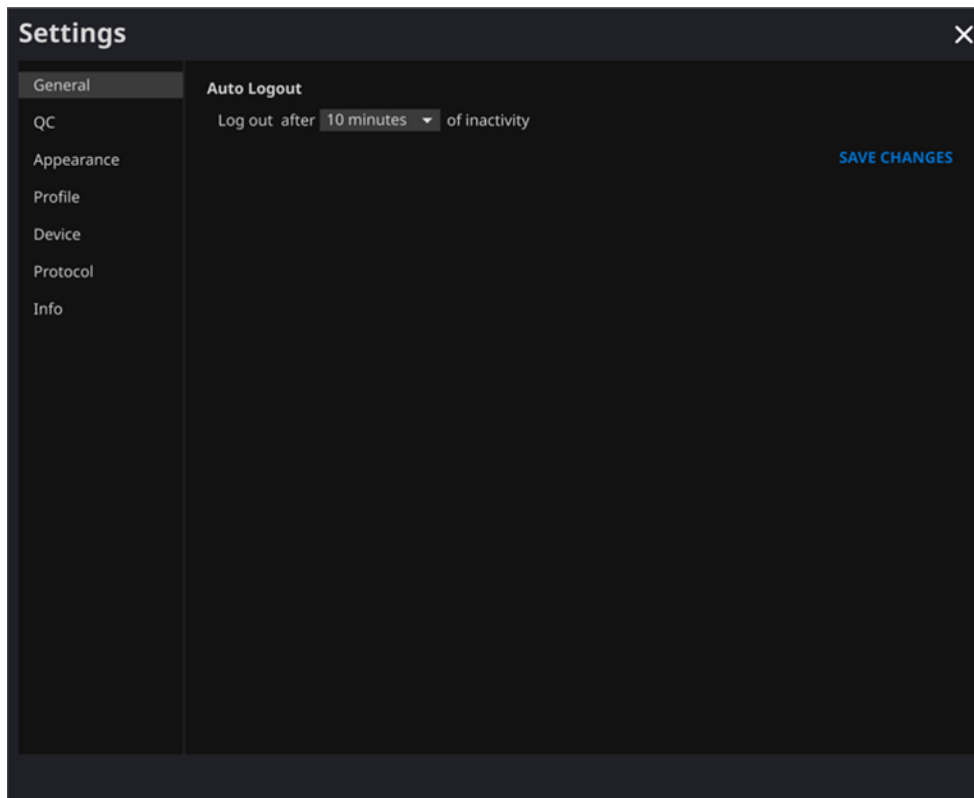 Settings
General
QC
Appearance
Profile
Device
Protocol
Info
Auto Logout
Log out after 10 minutes of inactivity
SAVE CHANGES